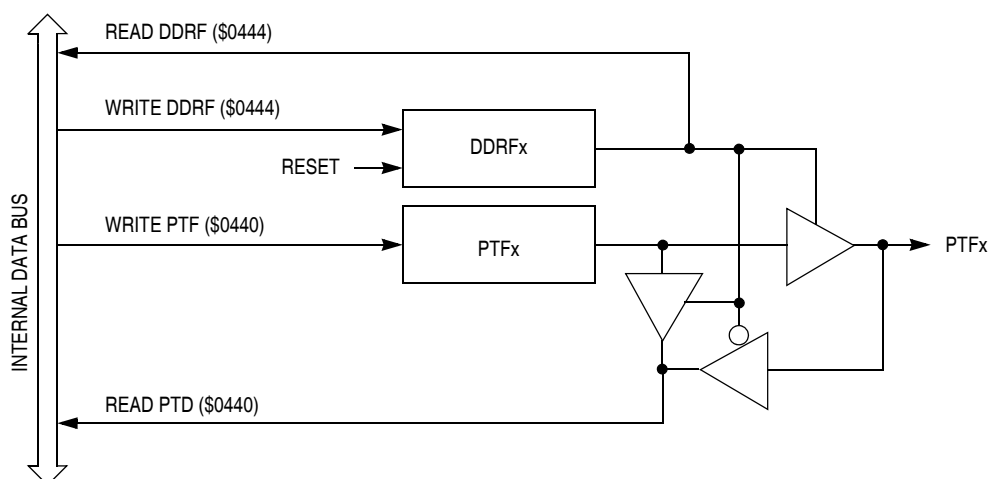 READ DDRF ($0444)
WRITE DDRF ($0444)
DDRFx
RESET
INTERNAL DATA BUS
WRITE PTF ($0440)
PTFx
PTFx
READ PTD ($0440)